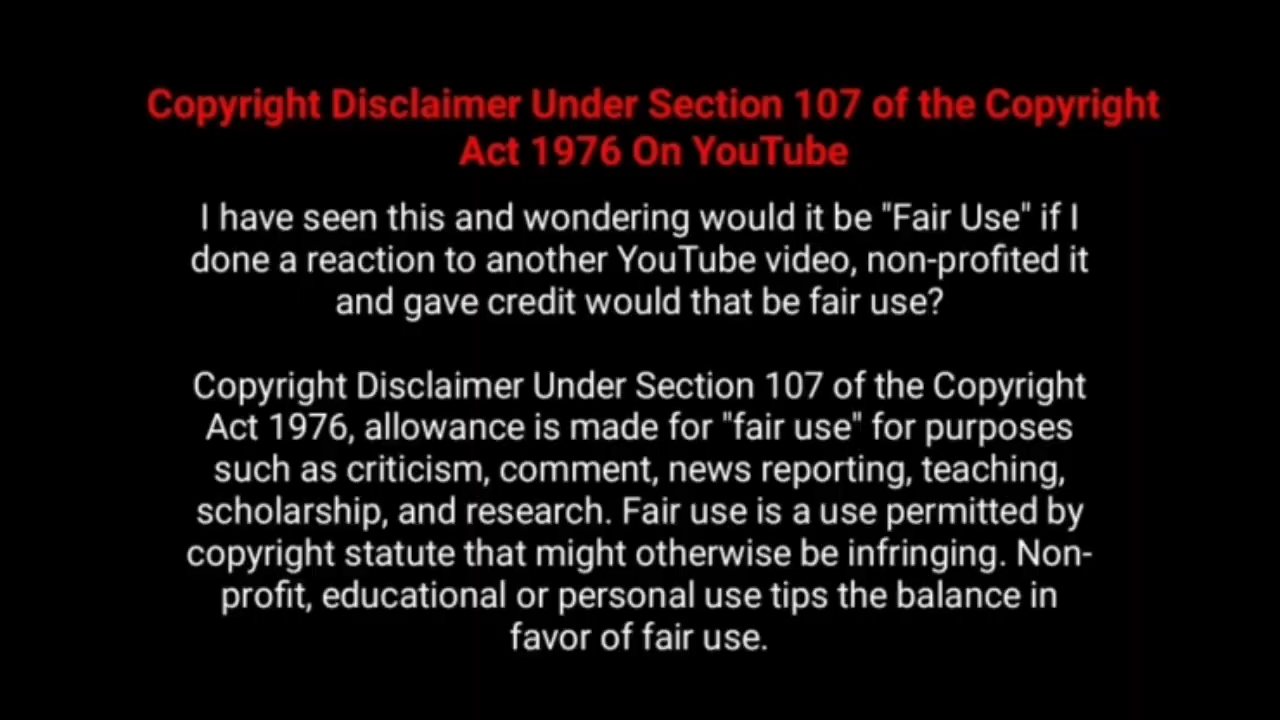 Copyright Disclaimer Under Section 107 of the Copyright
Act 1976 On YouTube
I have seen this and wondering would it be "Fair Use" if I
done a reaction to another YouTube video, non-profited it
and gave credit would that be fair use?
Copyright Disclaimer Under Section 107 of the Copyright
Act 1976, allowance is made for "fair use" for purposes
such as criticism, comment, news reporting, teaching,
scholarship, and research. Fair use is a use permitted by
copyright statute that might otherwise be infringing. Non-
profit, educational or personal use tips the balance in
favor of fair use.